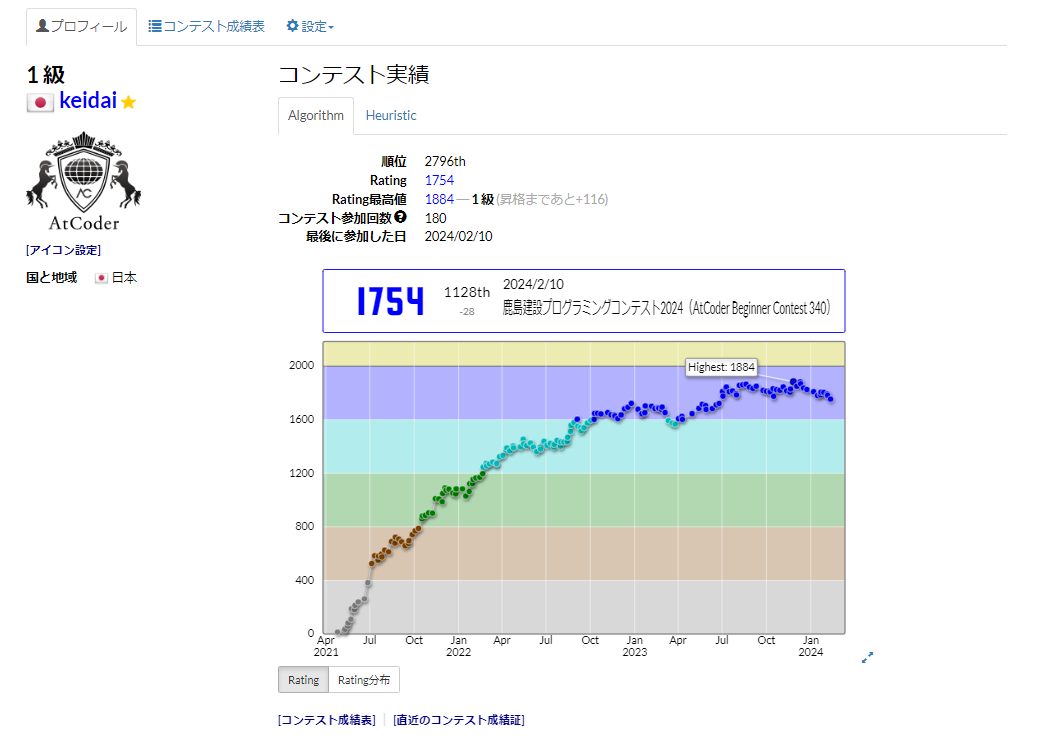 プロフィール コンテスト成績表 設定
1 級
keidai
AtCoder
[アイコン設定]
国と地域 日本
コンテスト実績
Algorithm Heuristic
順位 2796th
Rating 1754
Rating最高値 1884 ― 1 級 (昇格まであと+116)
コンテスト参加回数 180
最後に参加した日 2024/02/10
1754 1128th -28
2024/2/10
鹿島建設プログラミングコンテスト2024 (AtCoder Beginner Contest 340)
Highest: 1884
2000
1600
1200
800
400
0
Apr Jul Oct Jan Apr Jul Oct Jan Apr Jul Oct Jan
2021 2022 2023 2024
Rating Rating分布
[コンテスト成績表] | [直近のコンテスト成績証]